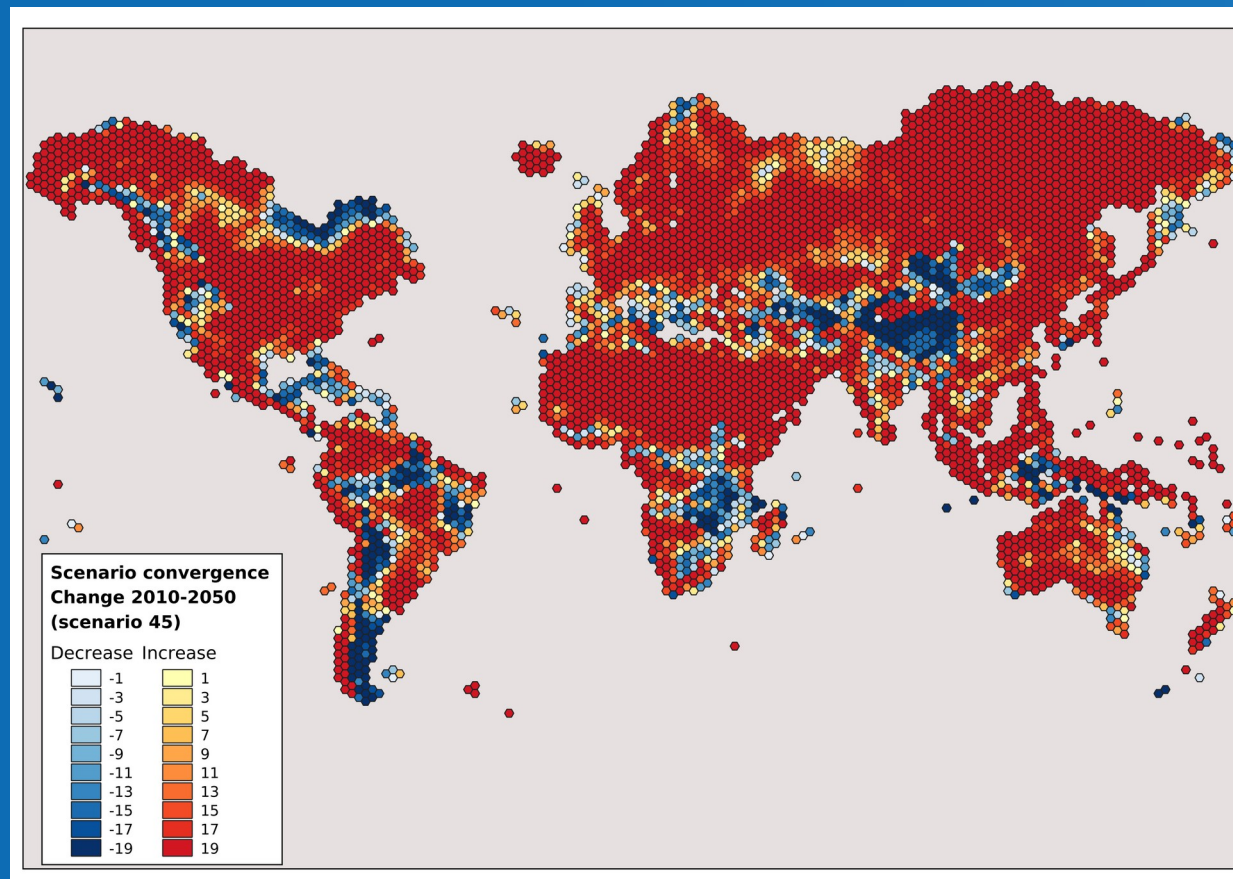 Scenario convergence
Change 2010-2050
(scenario 45)
Decrease Increase
-1 1
-3 3
-5 5
-7 7
-9 9
-11 11
-13 13
-15 15
-17 17
-19 19